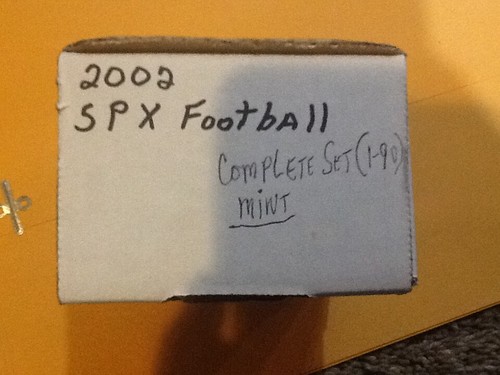 2002
SPX Football
Complete Set (1-90)
mint